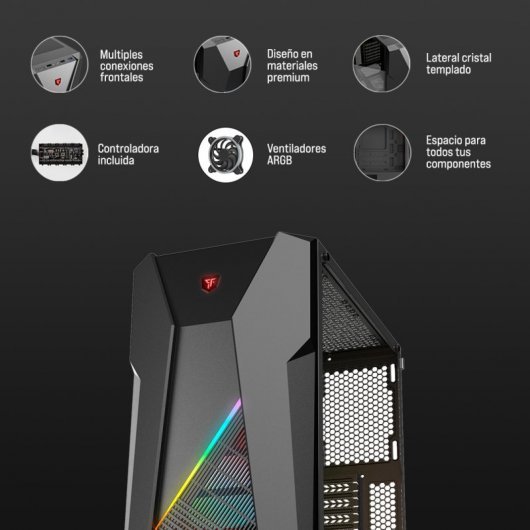 Multiples
conexiones
frontales
Diseño en
materiales
premium
Lateral cristal
templado
Controladora
incluida
Ventiladores
ARGB
Espacio para
todos tus
componentes